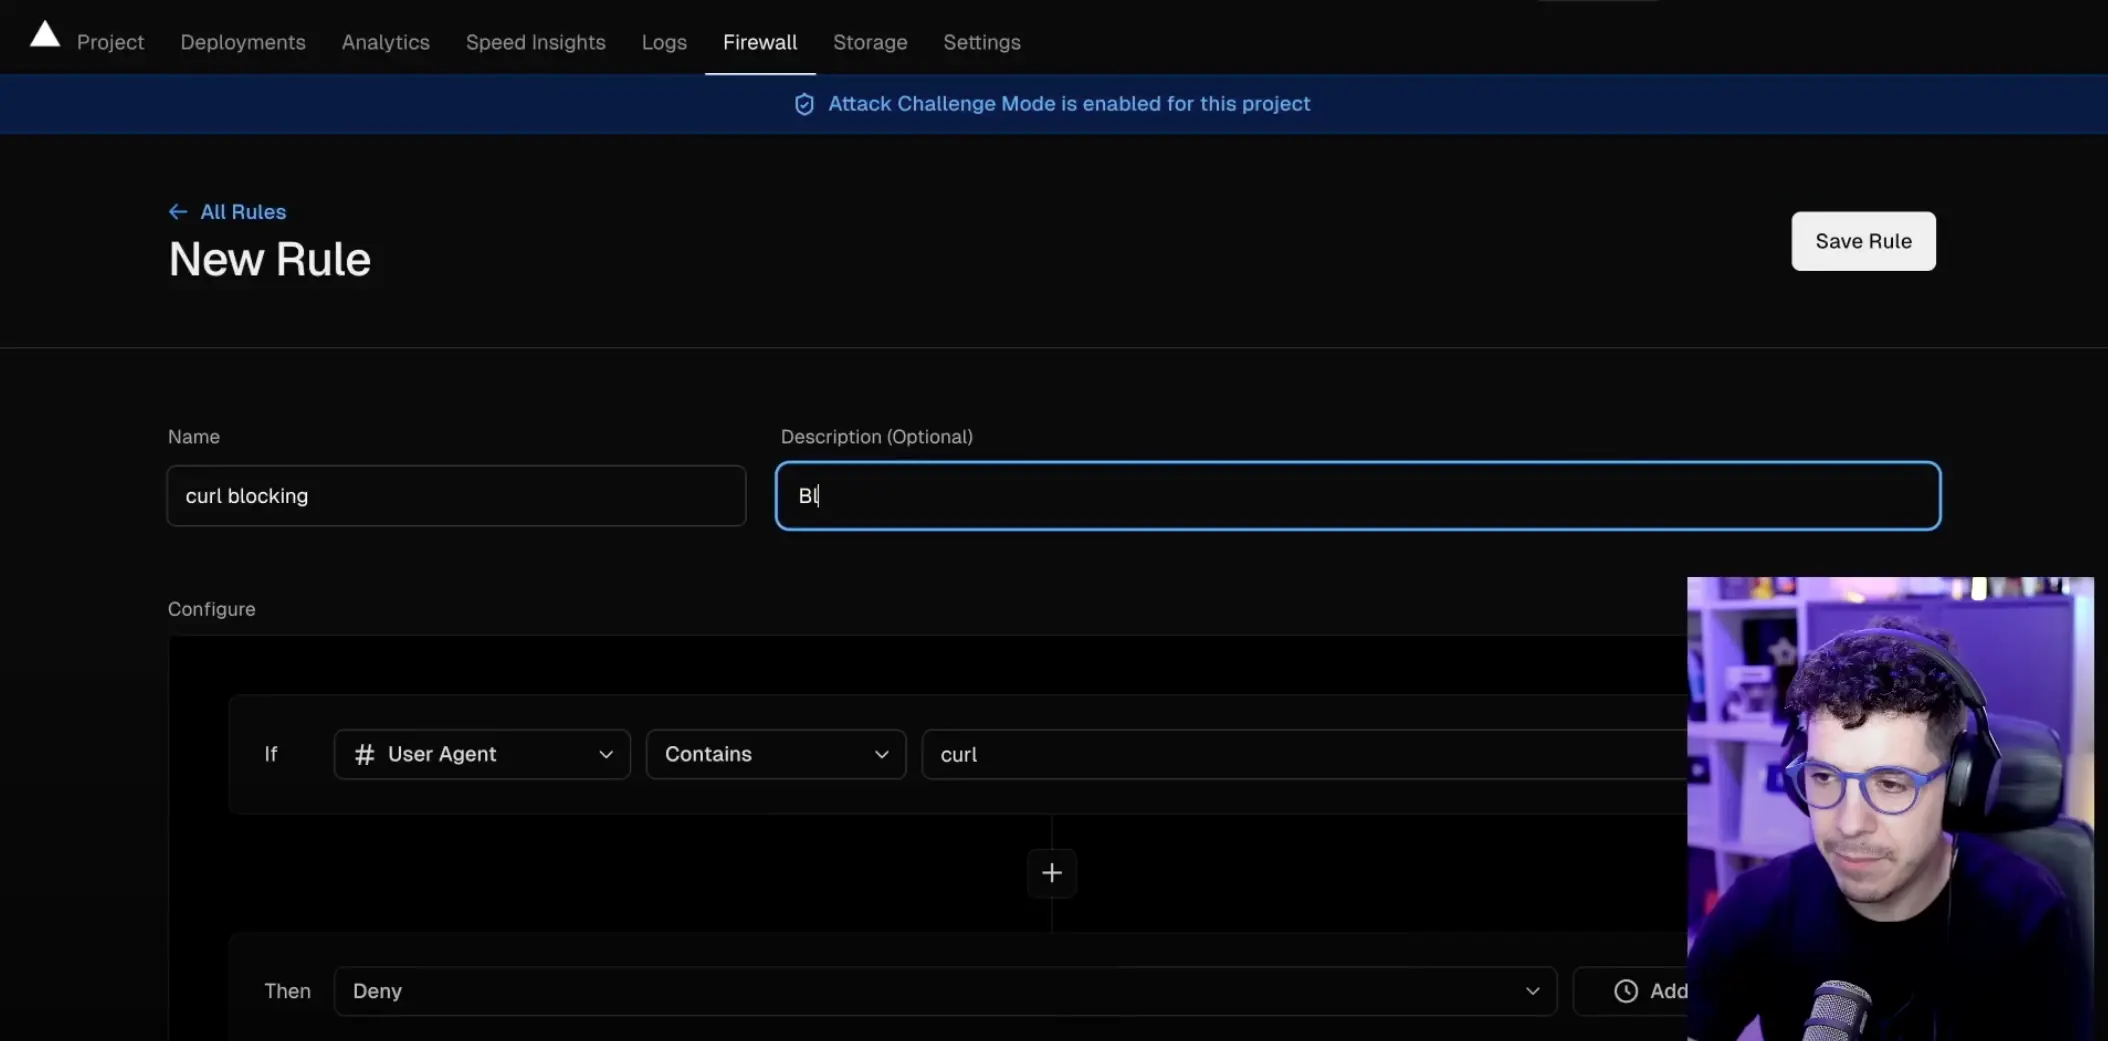 Project Deployments Analytics Speed Insights Logs Firewall Storage Settings
Attack Challenge Mode is enabled for this project
← All Rules
New Rule
Save Rule
Name
Description (Optional)
curl blocking
Bl
Configure
If # User Agent Contains curl
+
Then Deny Add